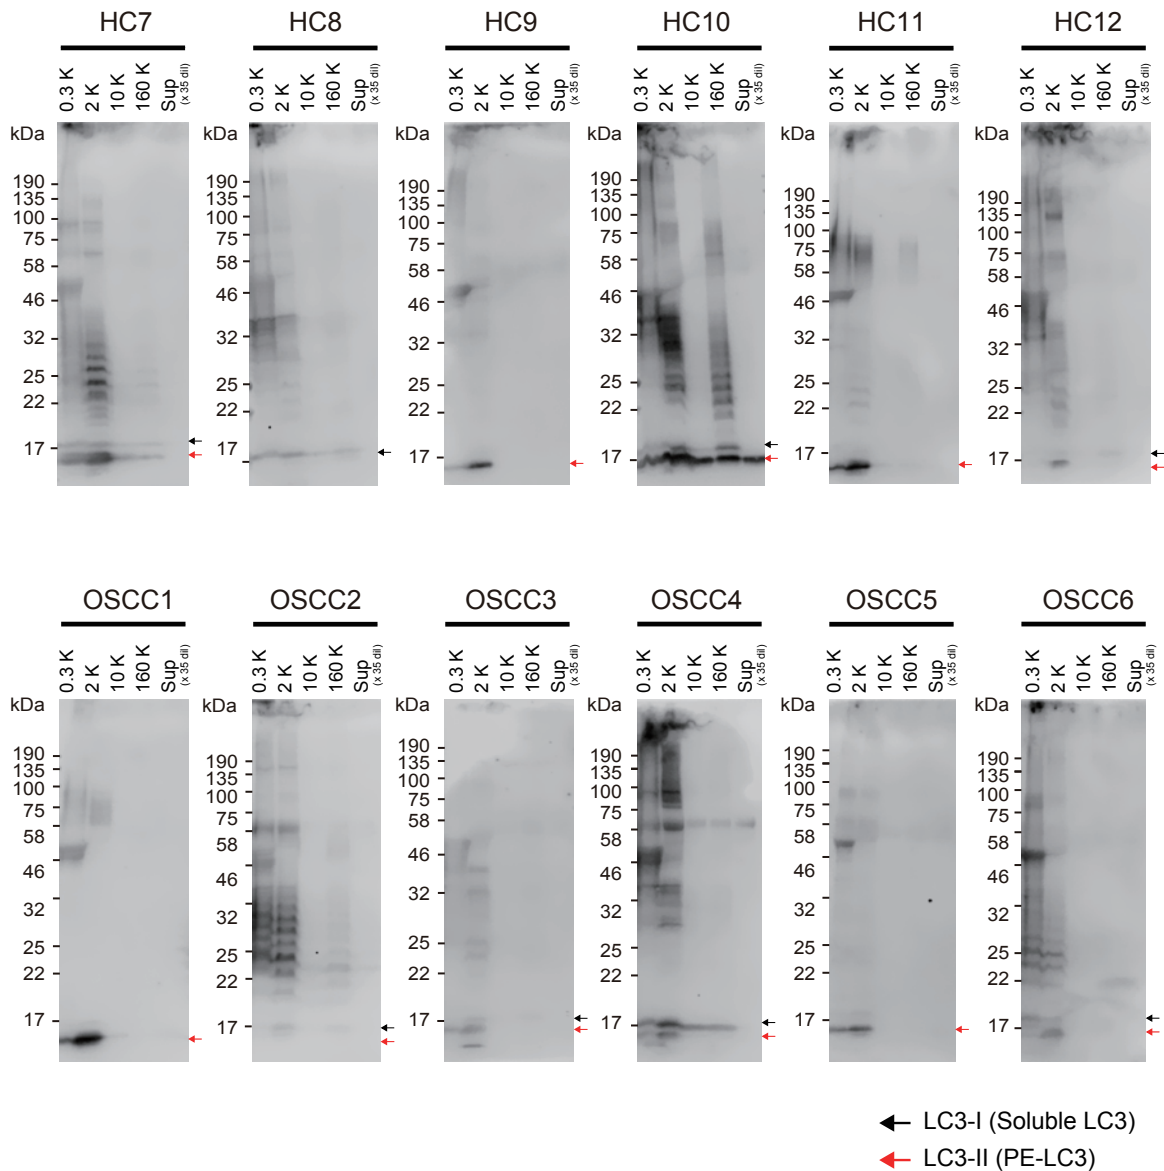 HC7 HC8 HC9 HC10 HC11 HC12
0.3 K 2 K 10 K 160 K Sup (x 35 dil) 0.3 K 2 K 10 K 160 K Sup (x 35 dil) 0.3 K 2 K 10 K 160 K Sup (x 35 dil) 0.3 K 2 K 10 K 160 K Sup (x 35 dil) 0.3 K 2 K 10 K 160 K Sup (x 35 dil) 0.3 K 2 K 10 K 160 K Sup (x 35 dil)
kDa kDa kDa kDa kDa kDa
190 190 190 190 190 190
135 135 135 135 135 135
100 100 100 100 100 100
75 75 75 75 75 75
58 58 58 58 58 58
46 46 46 46 46 46
32 32 32 32 32 32
25 25 25 25 25 25
22 22 22 22 22 22
17 17 17 17 17 17
OSCC1 OSCC2 OSCC3 OSCC4 OSCC5 OSCC6
0.3 K 2 K 10 K 160 K Sup (x 35 dil) 0.3 K 2 K 10 K 160 K Sup (x 35 dil) 0.3 K 2 K 10 K 160 K Sup (x 35 dil) 0.3 K 2 K 10 K 160 K Sup (x 35 dil) 0.3 K 2 K 10 K 160 K Sup (x 35 dil) 0.3 K 2 K 10 K 160 K Sup (x 35 dil)
kDa kDa kDa kDa kDa kDa
190 190 190 190 190 190
135 135 135 135 135 135
100 100 100 100 100 100
75 75 75 75 75 75
58 58 58 58 58 58
46 46 46 46 46 46
32 32 32 32 32 32
25 25 25 25 25 25
22 22 22 22 22 22
17 17 17 17 17 17
LC3-I (Soluble LC3)
LC3-II (PE-LC3)